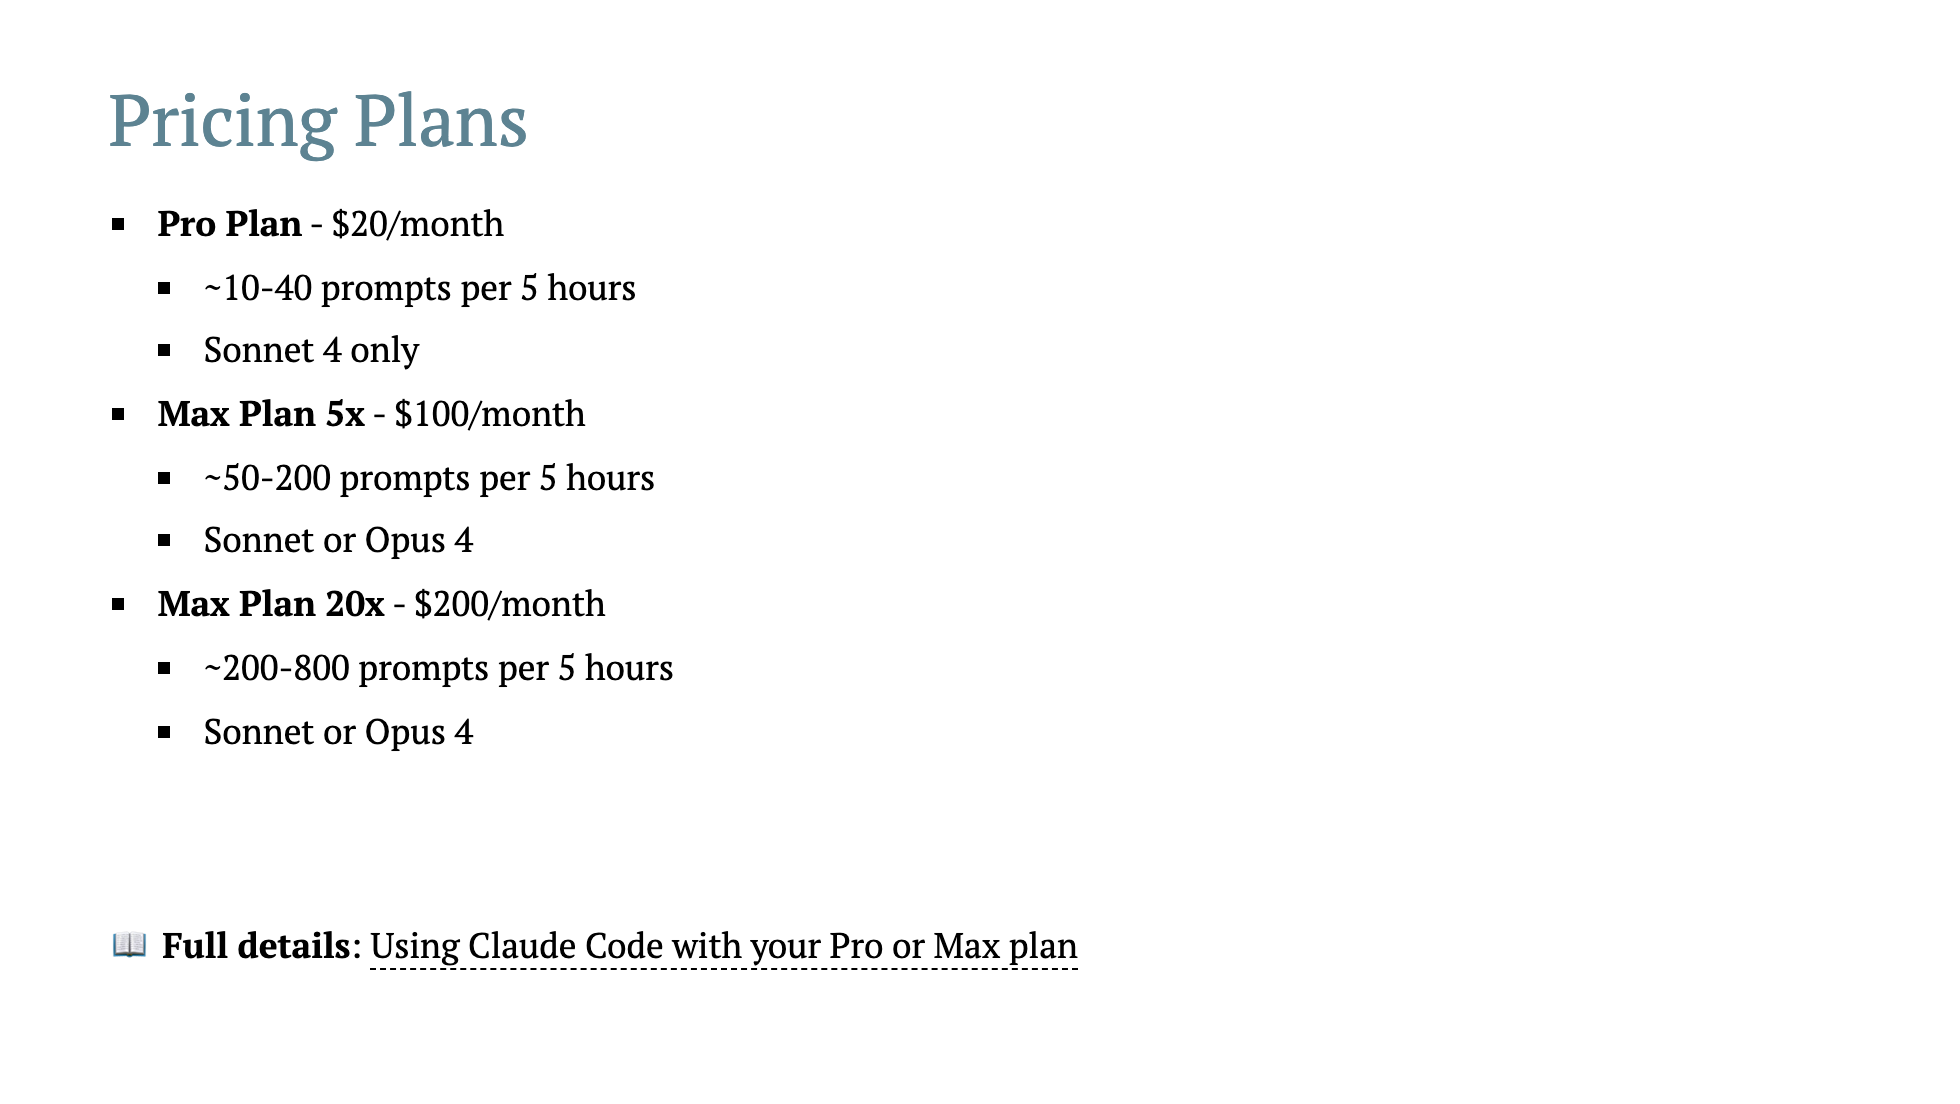 Pricing Plans
Pro Plan - $20/month
~10-40 prompts per 5 hours
Sonnet 4 only
Max Plan 5x - $100/month
~50-200 prompts per 5 hours
Sonnet or Opus 4
Max Plan 20x - $200/month
~200-800 prompts per 5 hours
Sonnet or Opus 4
📖 Full details: Using Claude Code with your Pro or Max plan